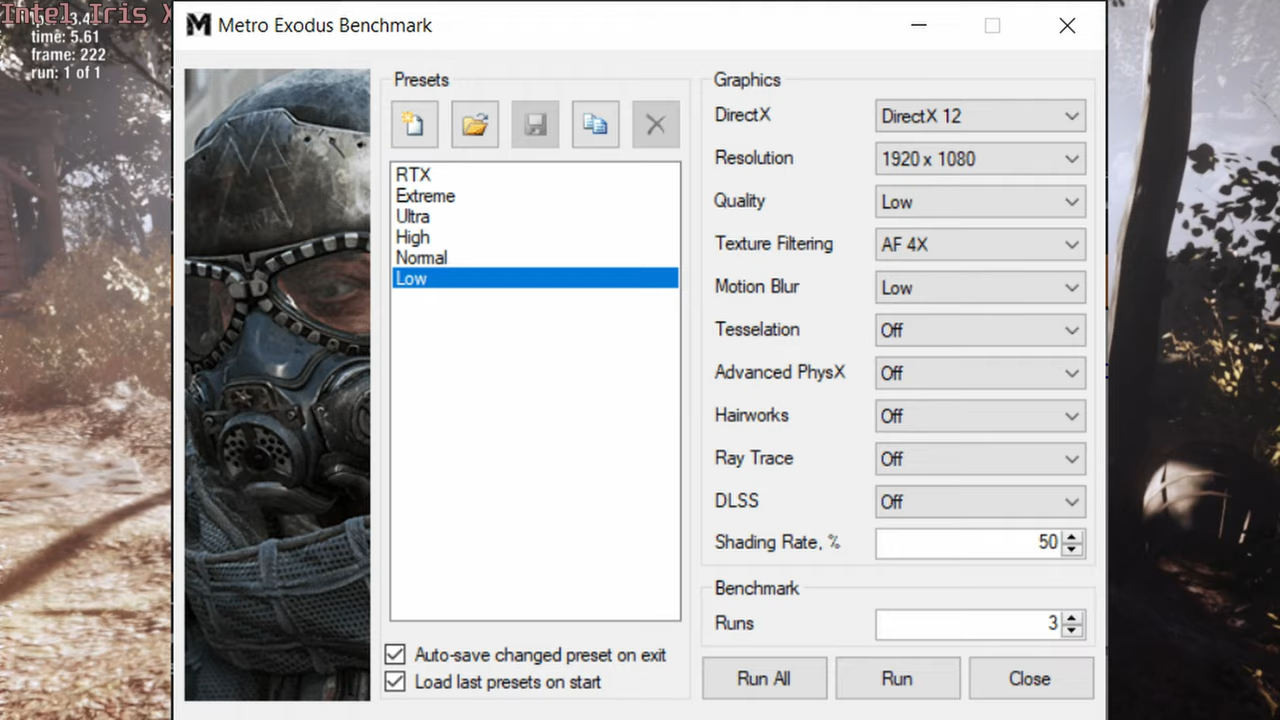 Intel Iris X
time: 5.61
frame: 222
run: 1 of 1
Metro Exodus Benchmark
Presets
RTX
Extreme
Ultra
High
Normal
Low
Auto-save changed preset on exit
Load last presets on start
Graphics
DirectX DirectX 12
Resolution 1920 x 1080
Quality Low
Texture Filtering AF 4X
Motion Blur Low
Tesselation Off
Advanced PhysX Off
Hairworks Off
Ray Trace Off
DLSS Off
Shading Rate, % 50
Benchmark
Runs 3
Run All Run Close